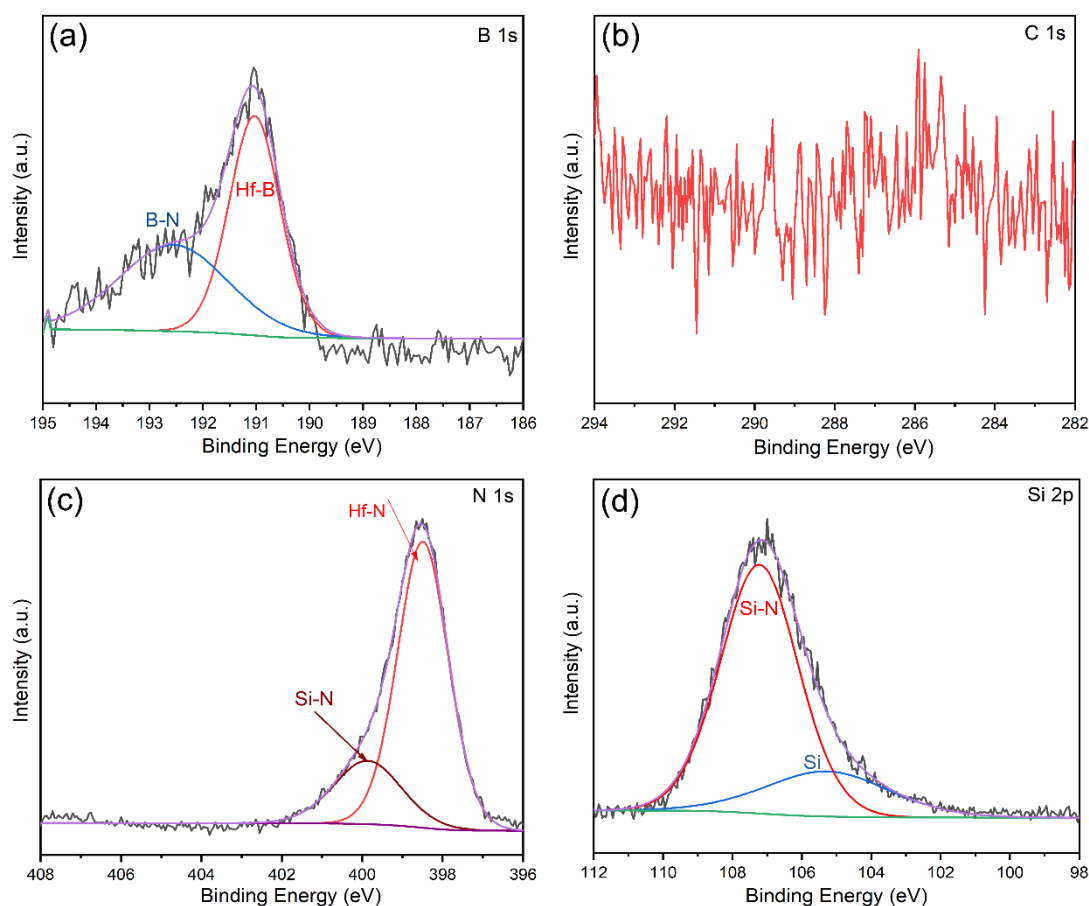 (a)
B 1s
B-N
Hf-B
Intensity (a.u.)
195 194 193 192 191 190 189 188 187 186
Binding Energy (eV)
(b)
C 1s
Intensity (a.u.)
294 292 290 288 286 284 282
Binding Energy (eV)
(c)
N 1s
Hf-N
Si-N
Intensity (a.u.)
408 406 404 402 400 398 396
Binding Energy (eV)
(d)
Si 2p
Si-N
Si
Intensity (a.u.)
112 110 108 106 104 102 100 98
Binding Energy (eV)